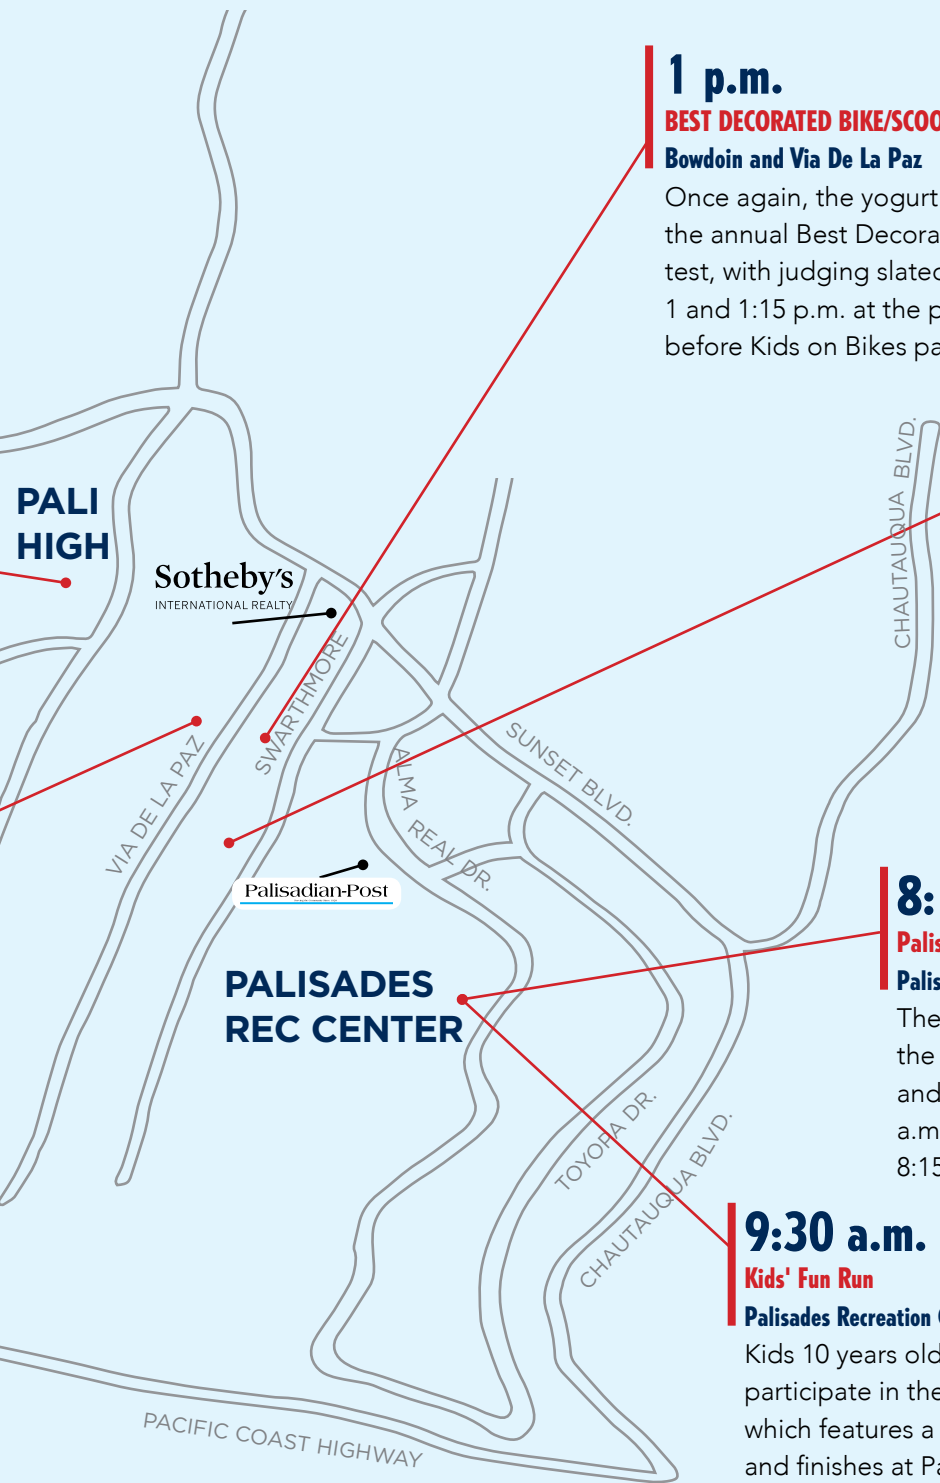 1 p.m.
BEST DECORATED BIKE/SCOO
Bowdoin and Via De La Paz
Once again, the yogurt
the annual Best Decora
test, with judging slated
1 and 1:15 p.m. at the p
before Kids on Bikes pa
CHAUTAUQUA BLVD.
PALI
HIGH
Sotheby's
INTERNATIONAL REALTY
SWARTHMORE
VIA DE LA PAZ
SUNSET BLVD.
ALMA REAL DR.
Palisadian-Post
PALISADES
REC CENTER
8:
Palis
Palis
The
the
and
a.m
8:15
TOYOPA DR.
CHAUTAUQUA BLVD.
9:30 a.m.
Kids' Fun Run
Palisades Recreation
Kids 10 years old
participate in the
which features a
and finishes at Pa
PACIFIC COAST HIGHWAY